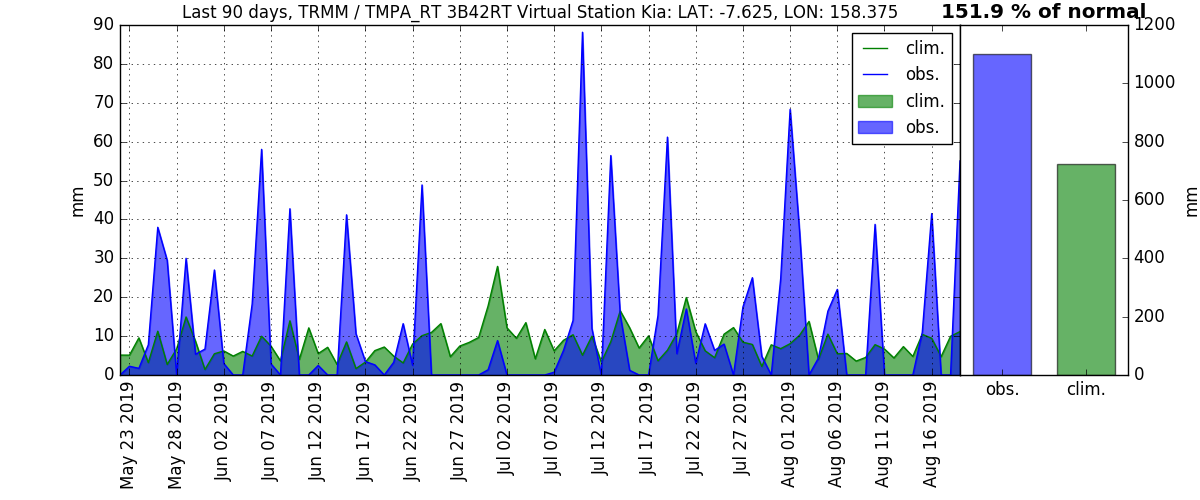 Last 90 days, TRMM / TMPA_RT 3B42RT Virtual Station Kia: LAT: -7.625, LON: 158.375
151.9 % of normal
90
80
70
60
50
40
30
20
10
0
mm
clim.
obs.
clim.
obs.
1200
1000
800
600
400
200
0
mm
May 23 2019
May 28 2019
Jun 02 2019
Jun 07 2019
Jun 12 2019
Jun 17 2019
Jun 22 2019
Jun 27 2019
Jul 02 2019
Jul 07 2019
Jul 12 2019
Jul 17 2019
Jul 22 2019
Jul 27 2019
Aug 01 2019
Aug 06 2019
Aug 11 2019
Aug 16 2019
obs.
clim.